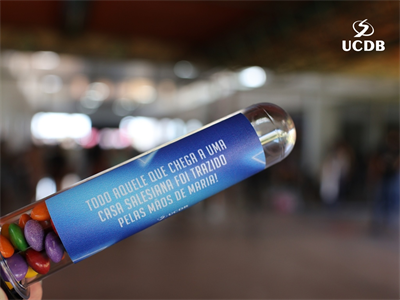 UCDB
TODO AQUELE QUE CHEGA A UMA
CASA SALESIANA FOI TRAZIDO
PELAS MÃOS DE MARIA!